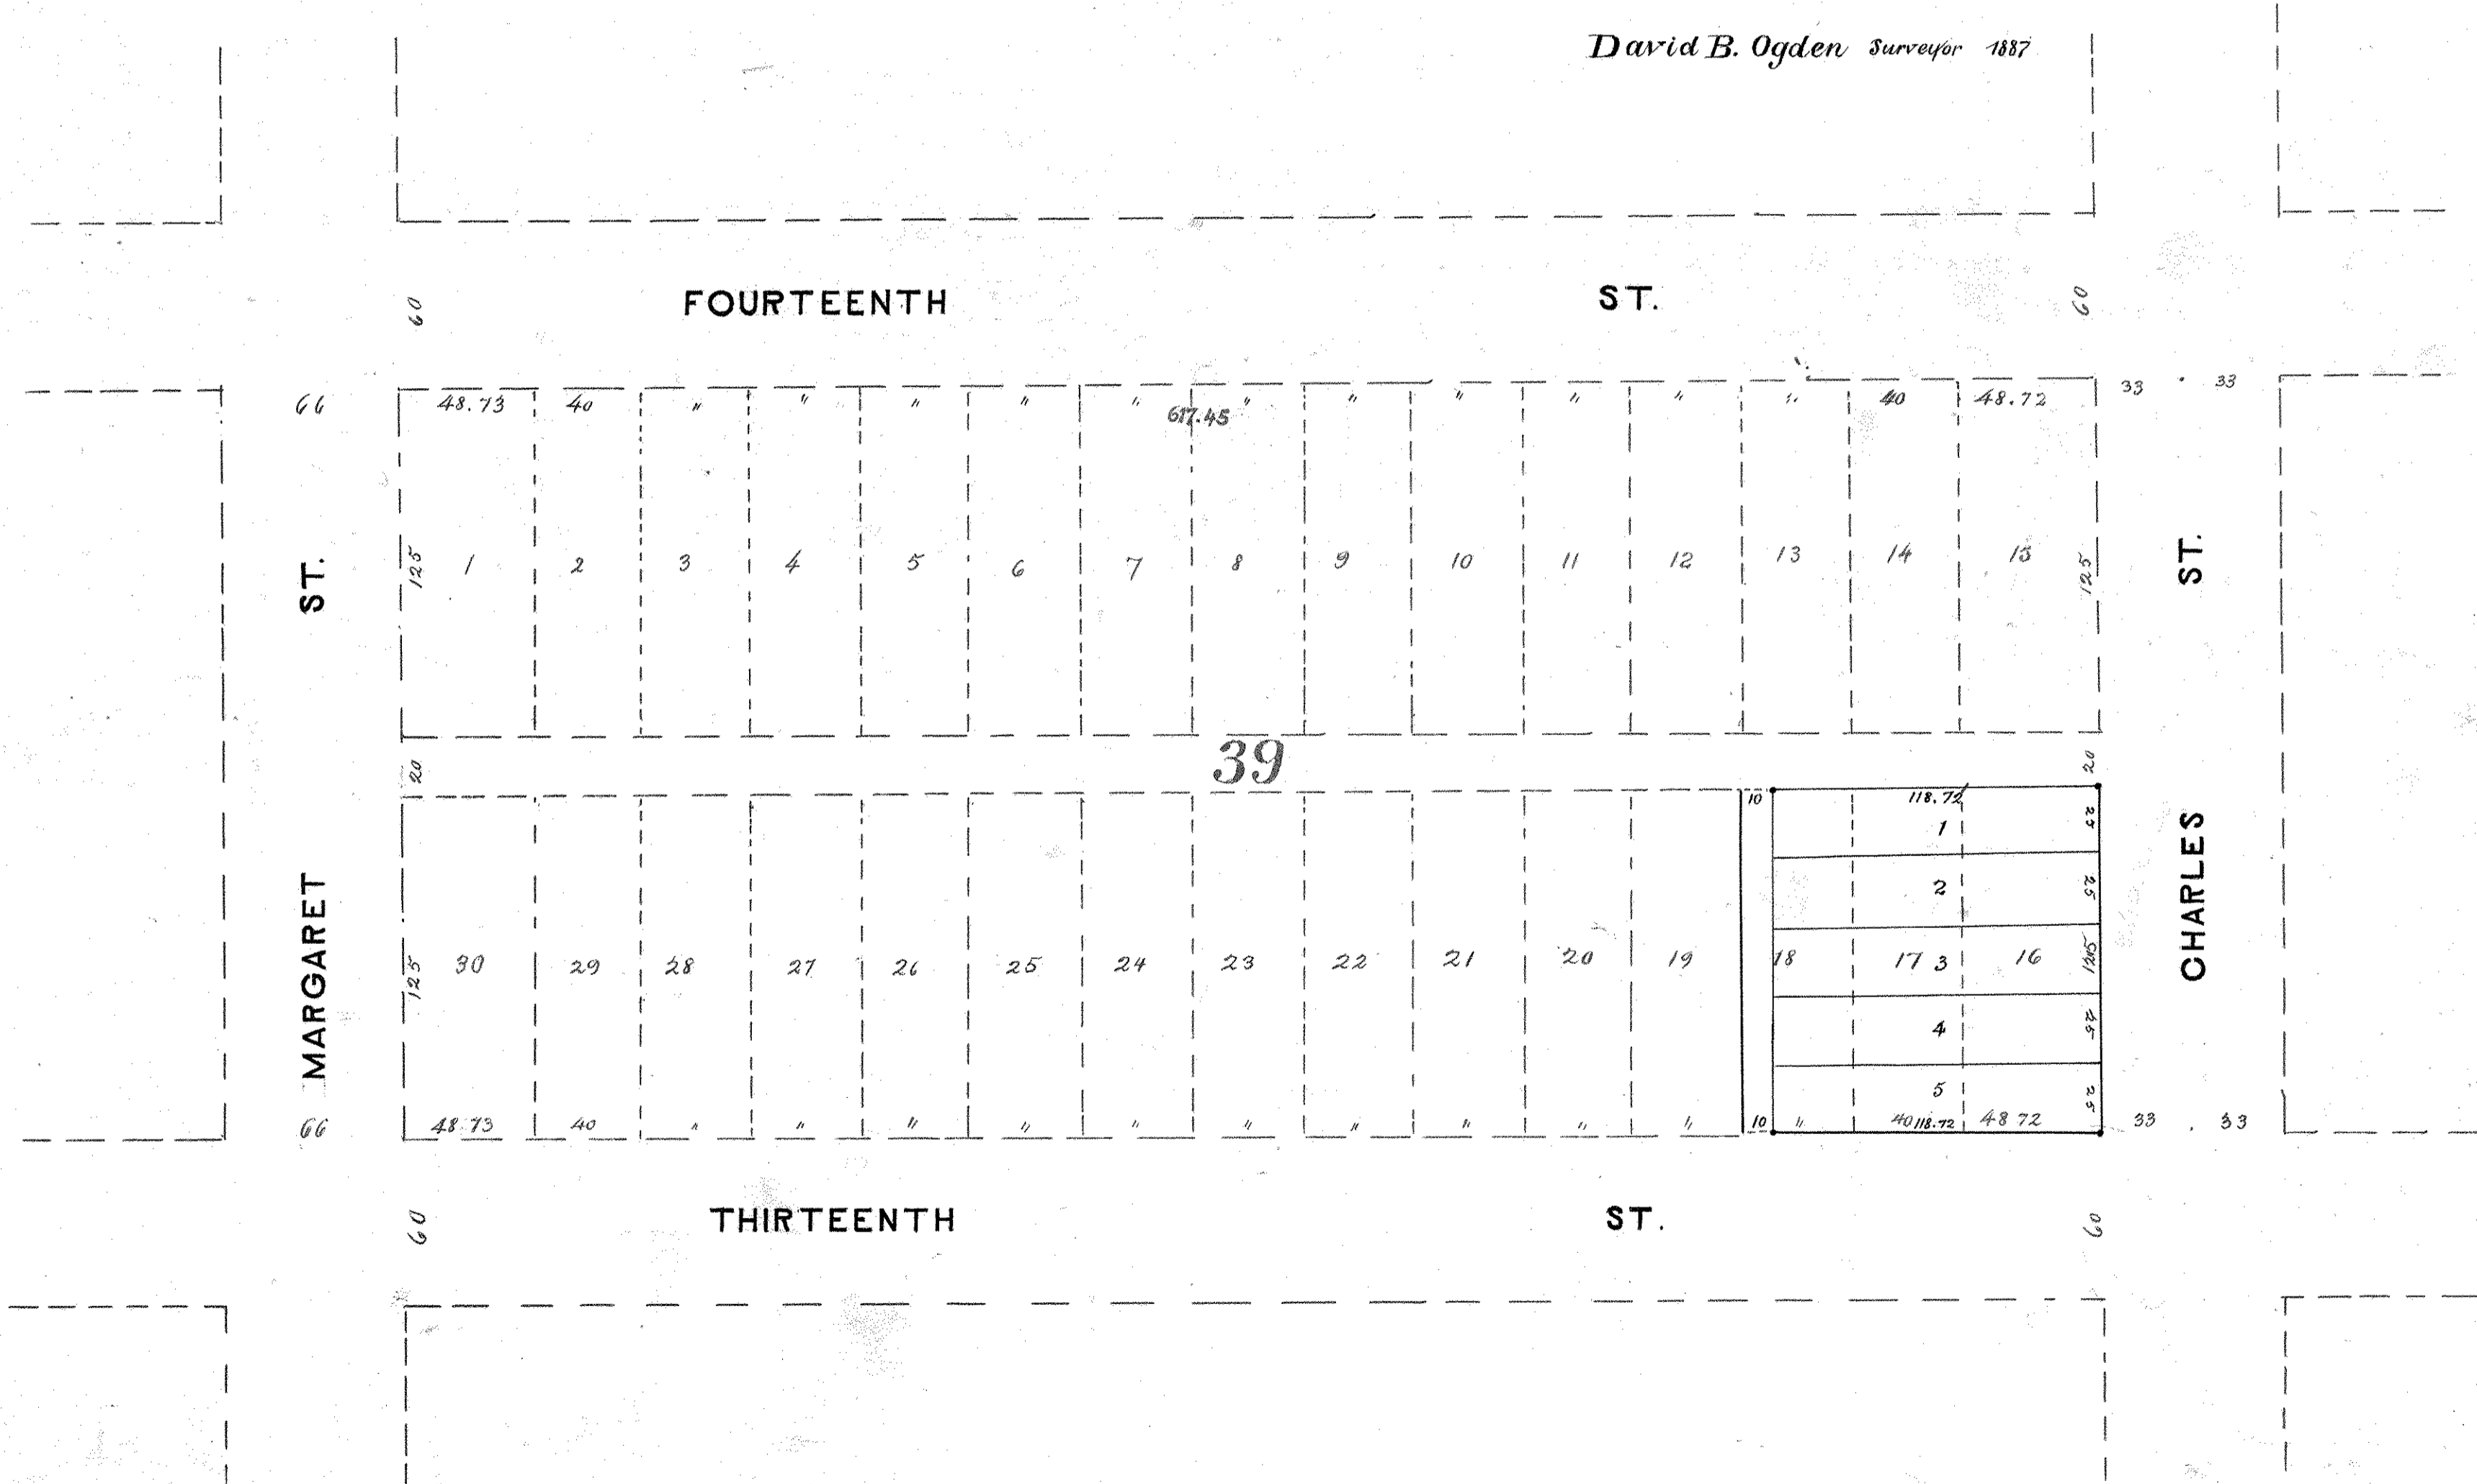 David B. Ogden Surveyor 1887
60 FOURTEENTH ST. 60
66 48.73 40 " " " " " " " " " " " 40 48.72 33 33
617.45
ST. 125 1 2 3 4 5 6 7 8 9 10 11 12 13 14 15 125 ST.
20 39 20
10 118.72 25
1
2 25
MARGARET 125 30 29 28 27 26 25 24 23 22 21 20 19 18 17 3 16 125 CHARLES
4 25
5 25
66 48.73 40 " " " " " " " " " " 10 " 40 118.72 48.72 33 33
60 THIRTEENTH ST. 60